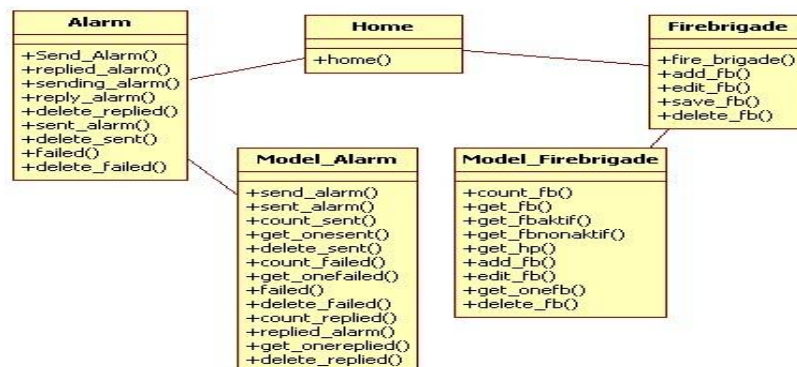 Alarm
+Send_Alarm()
+replied_alarm()
+sending_alarm()
+reply_alarm()
+delete_replied()
+sent_alarm()
+delete_sent()
+failed()
+delete_failed()
Home
+home()
Firebrigade
+fire_brigade()
+add_fb()
+edit_fb()
+save_fb()
+delete_fb()
Model_Alarm
+send_alarm()
+sent_alarm()
+count_sent()
+get_onesent()
+delete_sent()
+count_failed()
+get_onefailed()
+failed()
+delete_failed()
+count_replied()
+replied_alarm()
+get_onereplied()
+delete_replied()
Model_Firebrigade
+count_fb()
+get_fb()
+get_fbaktif()
+get_fbnonaktif()
+get_hp()
+add_fb()
+edit_fb()
+get_onefb()
+delete_fb()